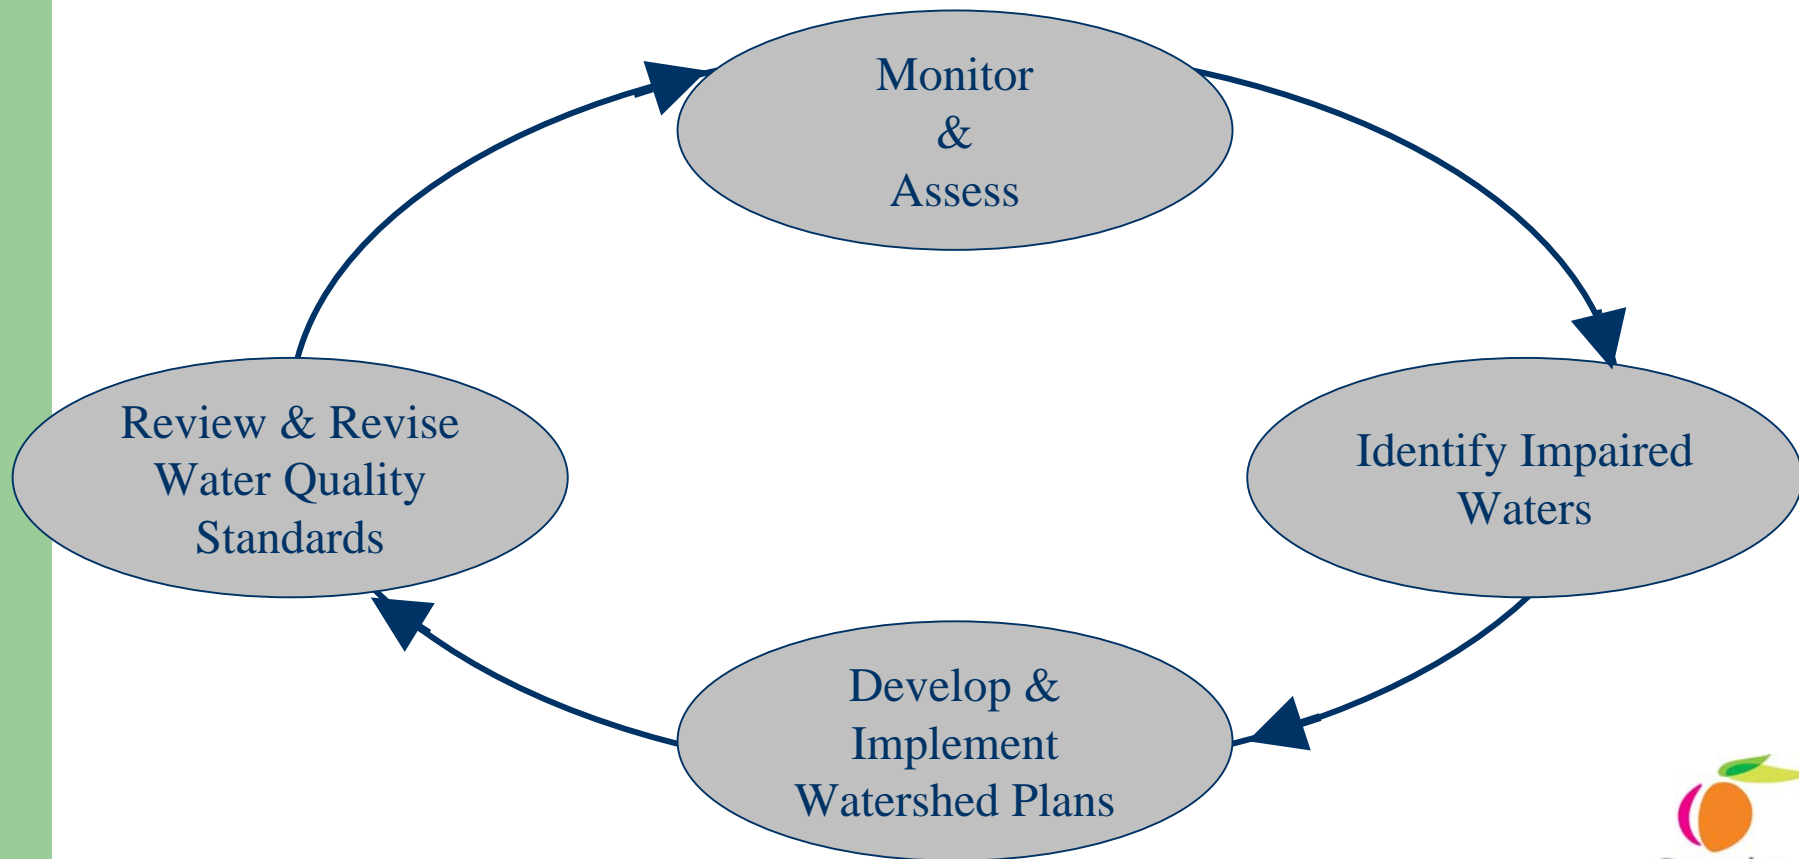 Monitor
&
Assess
Identify Impaired
Waters
Develop &
Implement
Watershed Plans
Review & Revise
Water Quality
Standards